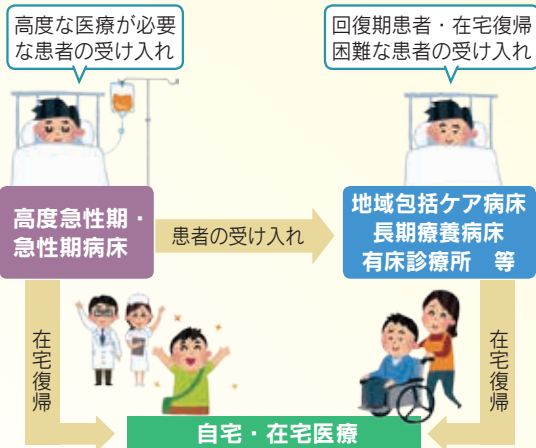 高度な医療が必要
な患者の受け入れ
回復期患者・在宅復帰
困難な患者の受け入れ
高度急性期・
急性期病床
患者の受け入れ
地域包括ケア病床
長期療養病床
有床診療所　等
在宅復帰
在宅復帰
自宅・在宅医療